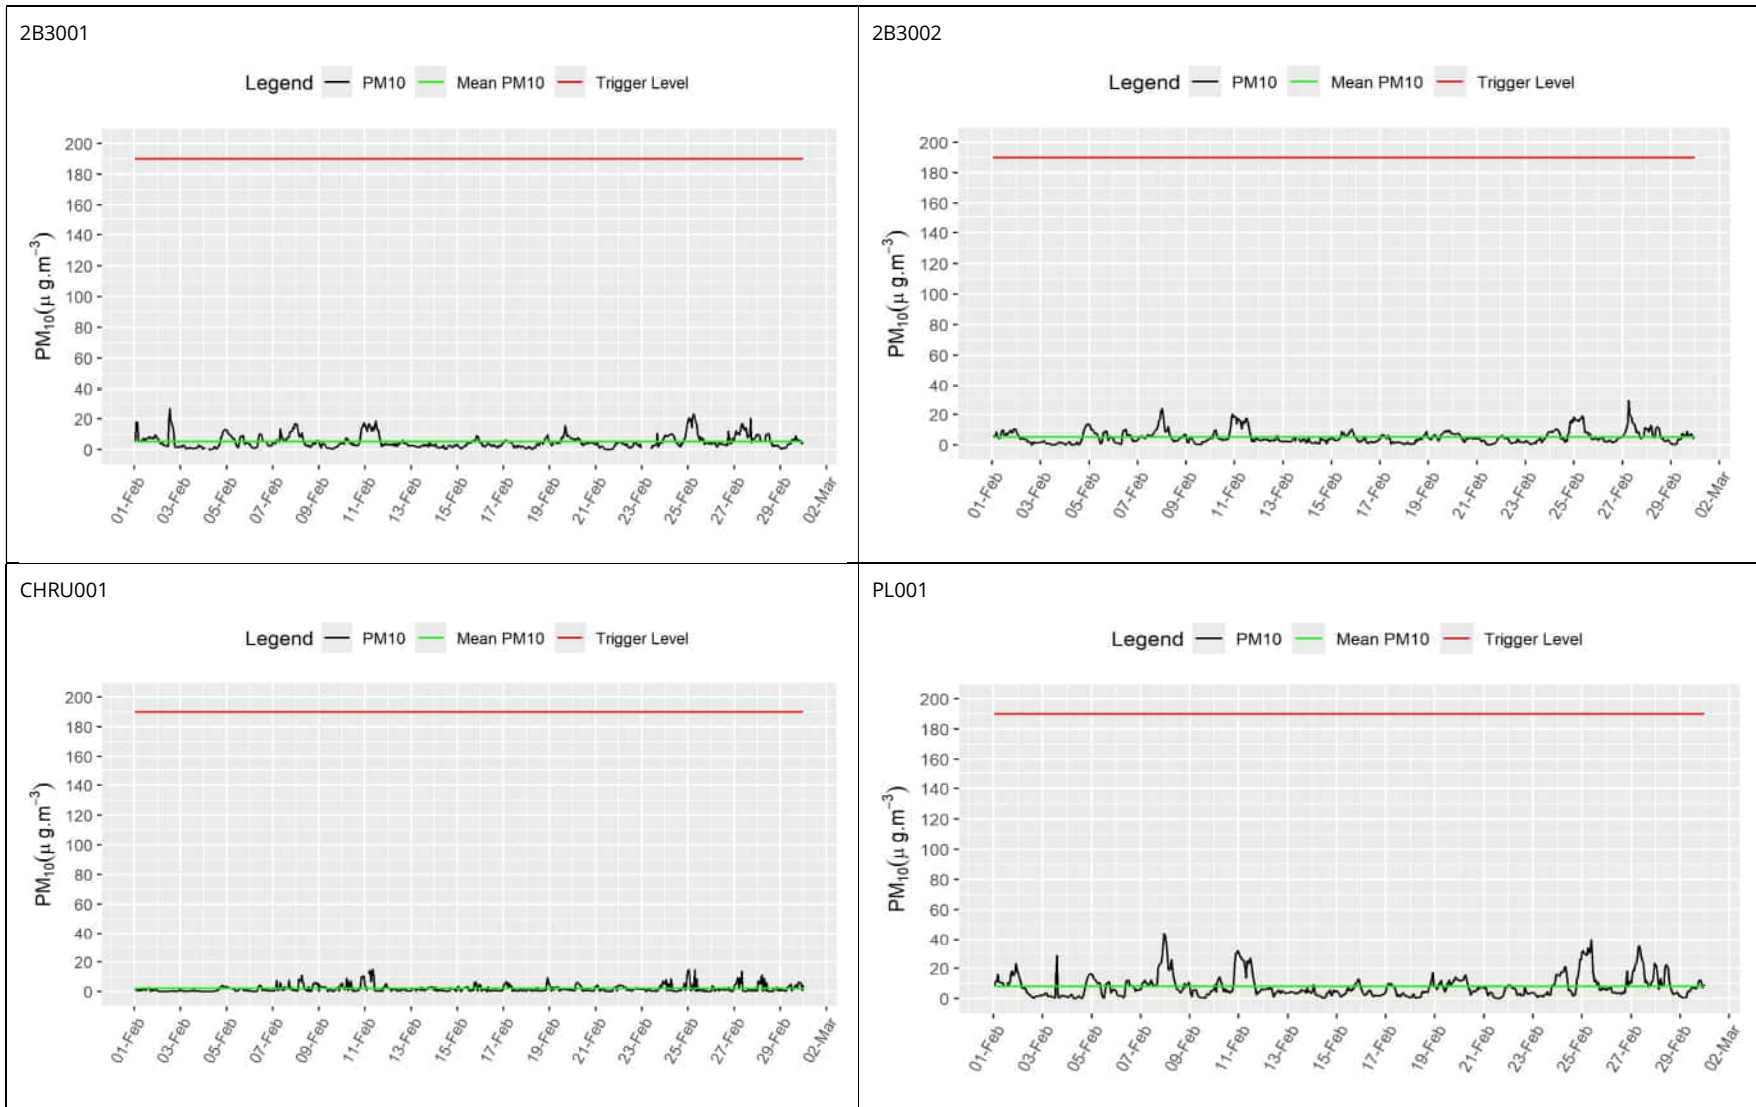 2B3001
Legend PM10 Mean PM10 Trigger Level
PM10(μ g.m−3)
200
180
160
140
120
100
80
60
40
20
0
01-Feb 03-Feb 05-Feb 07-Feb 09-Feb 11-Feb 13-Feb 15-Feb 17-Feb 19-Feb 21-Feb 23-Feb 25-Feb 27-Feb 29-Feb 02-Mar
2B3002
Legend PM10 Mean PM10 Trigger Level
PM10(μ g.m−3)
200
180
160
140
120
100
80
60
40
20
0
01-Feb 03-Feb 05-Feb 07-Feb 09-Feb 11-Feb 13-Feb 15-Feb 17-Feb 19-Feb 21-Feb 23-Feb 25-Feb 27-Feb 29-Feb 02-Mar
CHRU001
Legend PM10 Mean PM10 Trigger Level
PM10(μ g.m−3)
200
180
160
140
120
100
80
60
40
20
0
01-Feb 03-Feb 05-Feb 07-Feb 09-Feb 11-Feb 13-Feb 15-Feb 17-Feb 19-Feb 21-Feb 23-Feb 25-Feb 27-Feb 29-Feb 02-Mar
PL001
Legend PM10 Mean PM10 Trigger Level
PM10(μ g.m−3)
200
180
160
140
120
100
80
60
40
20
0
01-Feb 03-Feb 05-Feb 07-Feb 09-Feb 11-Feb 13-Feb 15-Feb 17-Feb 19-Feb 21-Feb 23-Feb 25-Feb 27-Feb 29-Feb 02-Mar